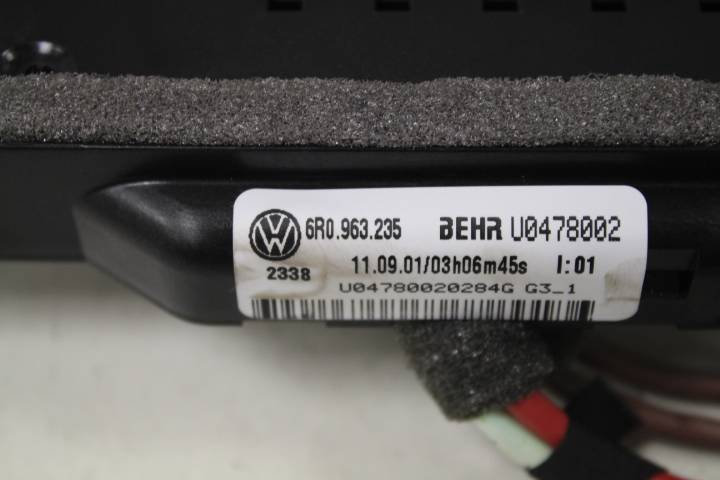 6R0.963.235 BEHR U0478002
2338 11.09.01/03h06m45s I:01
U04780020284G G3_1